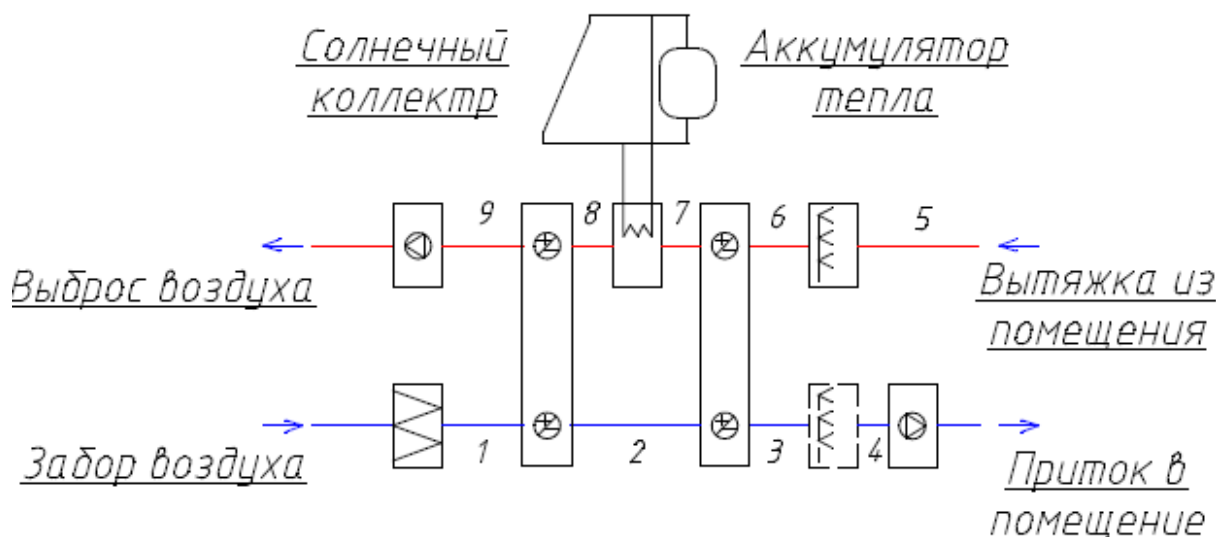 Солнечный
коллектр
Аккумулятор
тепла
9
8
7
6
5
Выброс воздуха
Вытяжка из
помещения
1
2
3
4
Забор воздуха
Приток в
помещение